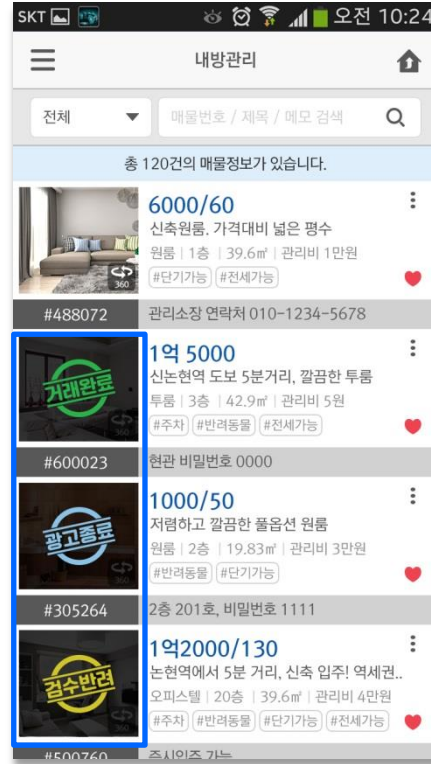 SKT 오전 10:24
내방관리
전체 매물번호 / 제목 / 메모 검색
총 120건의 매물정보가 있습니다.
6000/60
신축원룸. 가격대비 넓은 평수
원룸 | 1층 | 39.6㎡ | 관리비 1만원
360 #단기가능 #전세가능
#488072 관리소장 연락처 010-1234-5678
1억 5000
신논현역 도보 5분거리, 깔끔한 투룸
거래완료
투룸 | 3층 | 42.9㎡ | 관리비 5원
360 #주차 #반려동물 #전세가능
#600023 현관 비밀번호 0000
1000/50
저렴하고 깔끔한 풀옵션 원룸
광고종료
원룸 | 2층 | 19.83㎡ | 관리비 3만원
360 #반려동물 #단기가능
#305264 2층 201호, 비밀번호 1111
1억2000/130
논현역에서 5분 거리, 신축 입주! 역세권..
검수반려
오피스텔 | 20층 | 39.6㎡ | 관리비 4만원
#주차 #반려동물 #단기가능 #전세가능
#500760 즉시입주 가능